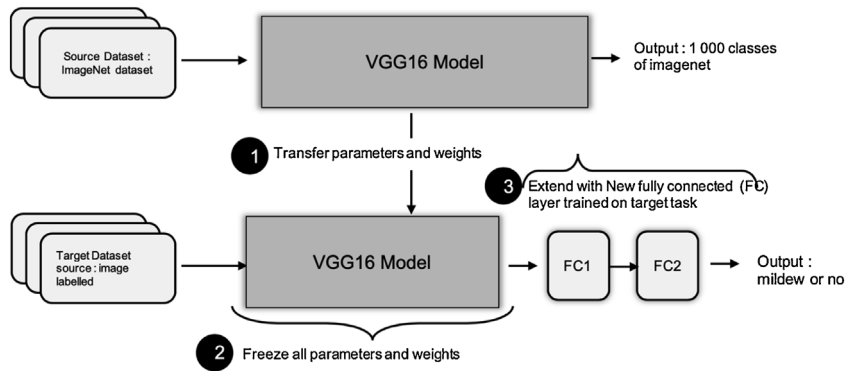 Source Dataset :
ImageNet dataset
VGG16 Model
Output : 1 000 classes
of imagenet
1
Transfer parameters and weights
3
Extend with New fully connected (FC)
layer trained on target task
Target Dataset
source : image
labelled
VGG16 Model
FC1
FC2
Output :
mildew or no
2
Freeze all parameters and weights